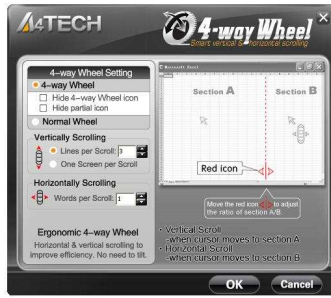 A4TECH
4-way Wheel
Smart vertical & horizontal scrolling
4-way Wheel Setting
4-way Wheel
Hide 4-way Wheel icon
Hide partial icon
Normal Wheel
Vertically Scrolling
Lines per Scroll: 3
One Screen per Scroll
Horizontally Scrolling
Words per Scroll: 1
Ergonomic 4-way Wheel
Horizontal & vertical scrolling to
improve efficiency. No need to tilt.
Microsoft Excel
Section A
Section B
Red icon
Move the red icon to adjust
the ratio of section A/B.
· Vertical Scroll
-when cursor moves to section A
· Horizontal Scroll
-when cursor moves to section B
OK
Cancel